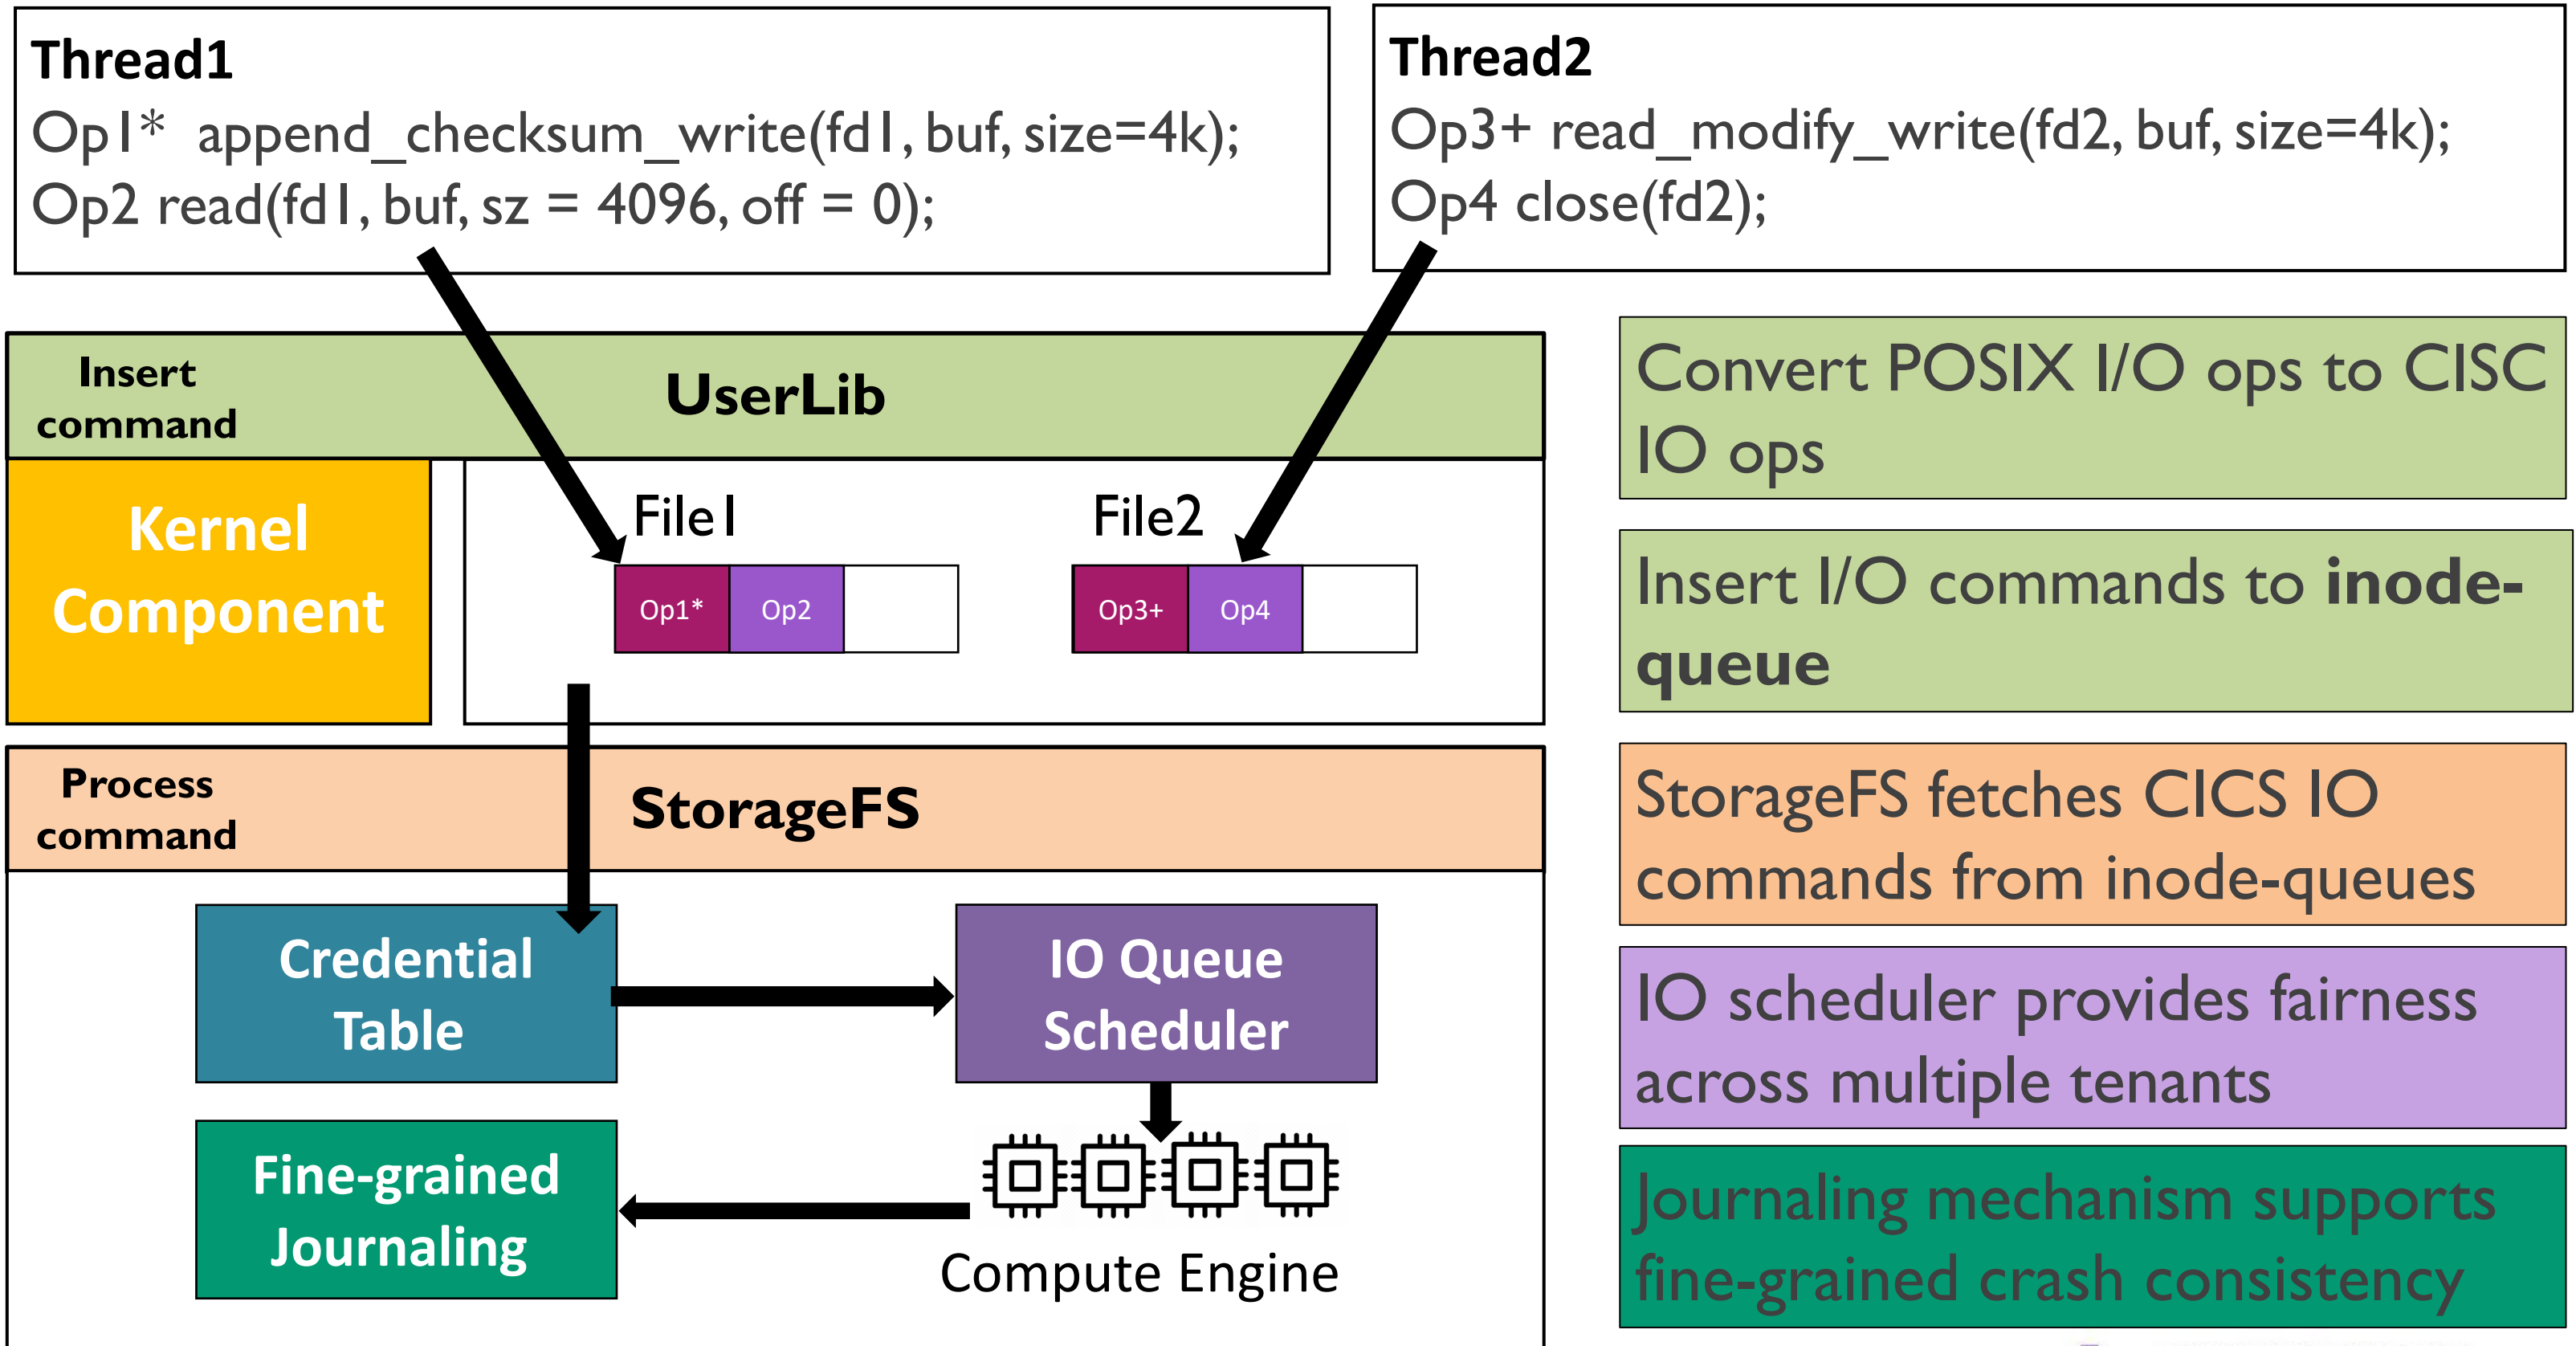 Thread1
Op1* append_checksum_write(fd1, buf, size=4k);
Op2 read(fd1, buf, sz = 4096, off = 0);
Thread2
Op3+ read_modify_write(fd2, buf, size=4k);
Op4 close(fd2);
Insert
command
UserLib
Kernel
Component
File1
Op1* Op2
File2
Op3+ Op4
Process
command
StorageFS
Credential
Table
IO Queue
Scheduler
Fine-grained
Journaling
Compute Engine
Convert POSIX I/O ops to CISC
IO ops
Insert I/O commands to inode-
queue
StorageFS fetches CICS IO
commands from inode-queues
IO scheduler provides fairness
across multiple tenants
Journaling mechanism supports
fine-grained crash consistency